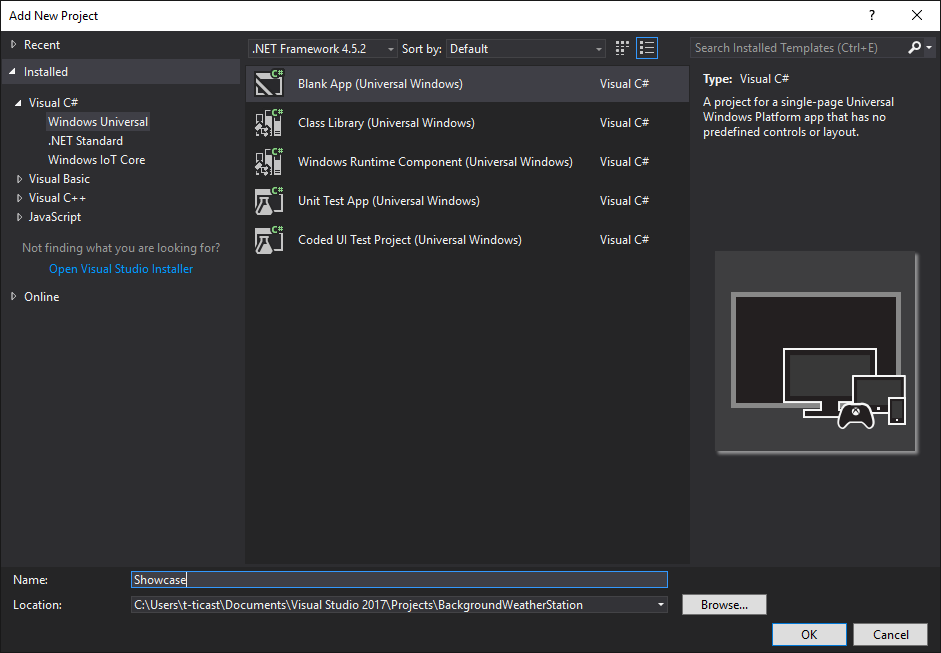 Add New Project
?
Recent
Installed
Visual C#
Windows Universal
.NET Standard
Windows IoT Core
Visual Basic
Visual C++
JavaScript
Not finding what you are looking for?
Open Visual Studio Installer
Online
.NET Framework 4.5.2 Sort by: Default
C# Blank App (Universal Windows) Visual C#
C# Class Library (Universal Windows) Visual C#
C# Windows Runtime Component (Universal Windows) Visual C#
C# Unit Test App (Universal Windows) Visual C#
C# Coded UI Test Project (Universal Windows) Visual C#
Search Installed Templates (Ctrl+E)
Type: Visual C#
A project for a single-page Universal
Windows Platform app that has no
predefined controls or layout.
Name: Showcase
Location: C:\Users\t-ticast\Documents\Visual Studio 2017\Projects\BackgroundWeatherStation Browse...
OK Cancel